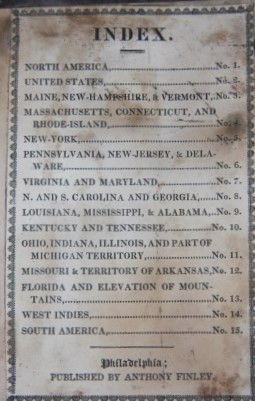 INDEX.
NORTH AMERICA, No. 1.
UNITED STATES, No. 2.
MAINE, NEW-HAMPSHIRE, & VERMONT, No. 3.
MASSACHUSETTS, CONNECTICUT, AND
RHODE-ISLAND, No.
NEW-YORK, No. 5.
PENNSYLVANIA, NEW-JERSEY, & DELA-
WARE, No. 6.
VIRGINIA AND MARYLAND, No. 7.
N. AND S. CAROLINA AND GEORGIA, No. 8.
LOUISIANA, MISSISSIPPI, & ALABAMA, No. 9.
KENTUCKY AND TENNESSEE, No. 10.
OHIO, INDIANA, ILLINOIS, AND PART OF
MICHIGAN TERRITORY, No. 11.
MISSOURI & TERRITORY OF ARKANSAS, No. 12.
FLORIDA AND ELEVATION OF MOUN-
TAINS, No. 13.
WEST INDIES, No. 14.
SOUTH AMERICA, No. 15.
Philadelphia;
PUBLISHED BY ANTHONY FINLEY.